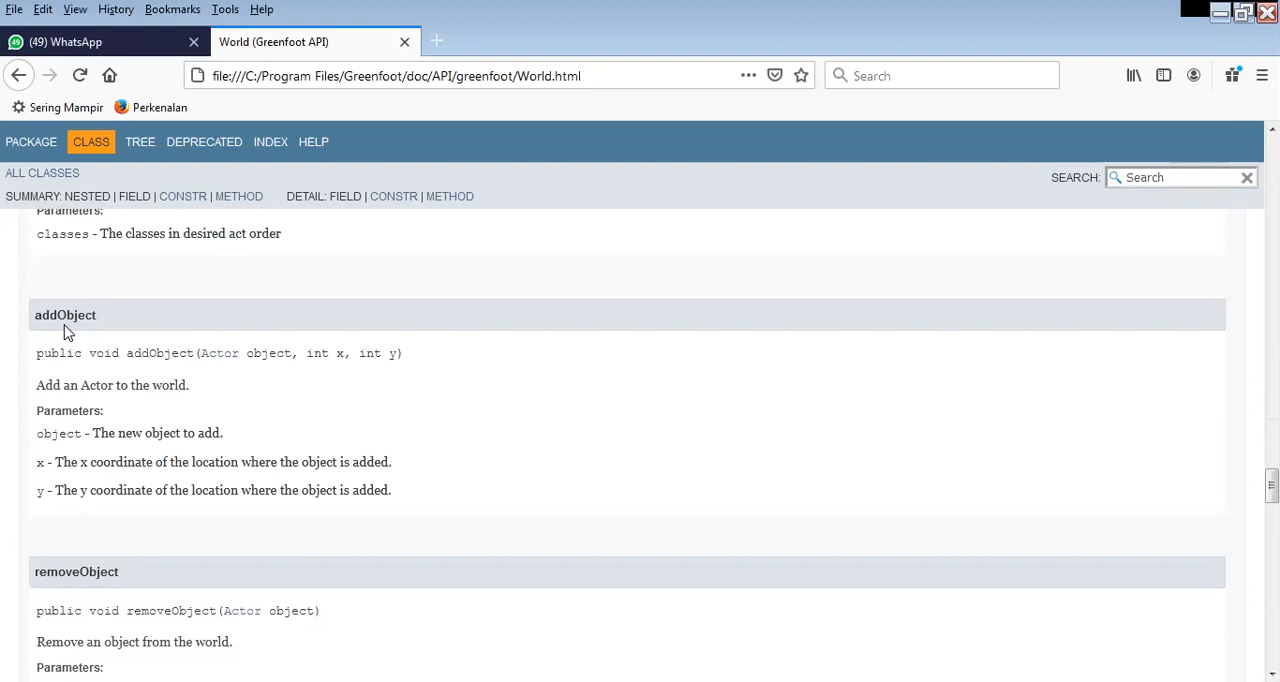 File Edit View History Bookmarks Tools Help
(49) WhatsApp World (Greenfoot API)
file:///C:/Program Files/Greenfoot/doc/API/greenfoot/World.html Search
Sering Mampir Perkenalan
PACKAGE CLASS TREE DEPRECATED INDEX HELP
ALL CLASSES
SEARCH: Search
SUMMARY: NESTED | FIELD | CONSTR | METHOD DETAIL: FIELD | CONSTR | METHOD
Parameters:
classes - The classes in desired act order
addObject
public void addObject(Actor object, int x, int y)
Add an Actor to the world.
Parameters:
object - The new object to add.
x - The x coordinate of the location where the object is added.
y - The y coordinate of the location where the object is added.
removeObject
public void removeObject(Actor object)
Remove an object from the world.
Parameters: